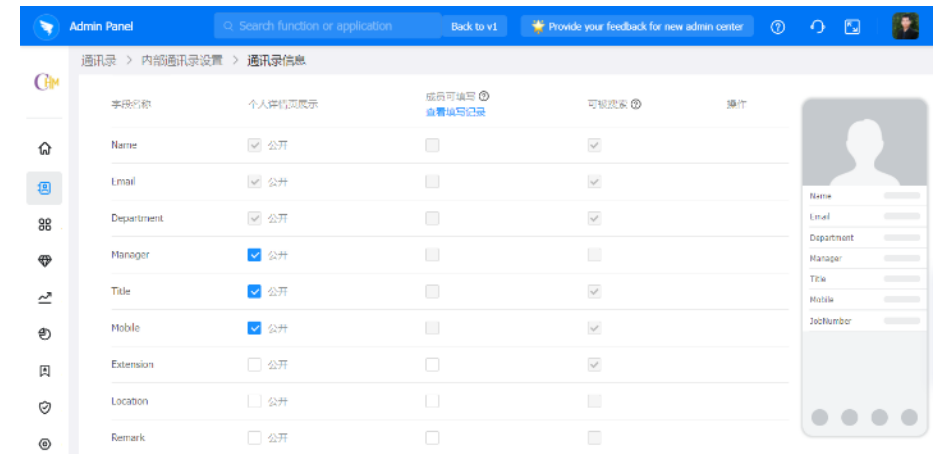 Admin Panel
Search function or application
Back to v1
Provide your feedback for new admin center
通讯录 > 内部通讯录设置 > 通讯录信息
字段名称
个人详情页展示
成员可填写
查看填写记录
可被搜索
操作
Name
公开
Email
公开
Department
公开
Manager
公开
Title
公开
Mobile
公开
Extension
公开
Location
公开
Remark
公开
Name
Email
Department
Manager
Title
Mobile
JobNumber